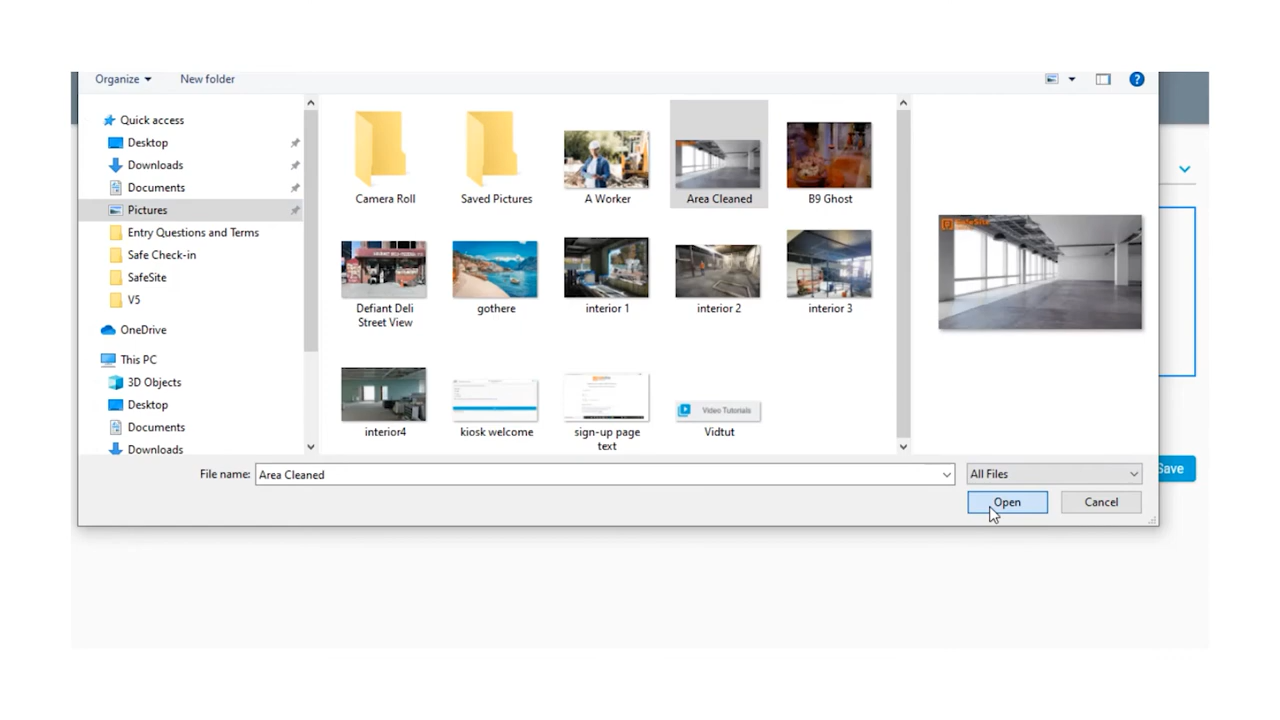 Organize
New folder
?
Quick access
Desktop
Downloads
Documents
Pictures
Entry Questions and Terms
Safe Check-in
SafeSite
V5
OneDrive
This PC
3D Objects
Desktop
Documents
Downloads
Camera Roll
Saved Pictures
A Worker
Area Cleaned
B9 Ghost
Defiant Deli
Street View
gothere
interior 1
interior 2
interior 3
interior4
kiosk welcome
sign-up page
text
Video Tutorials
Vidtut
SafeSite
File name:
Area Cleaned
All Files
Open
Cancel
Save